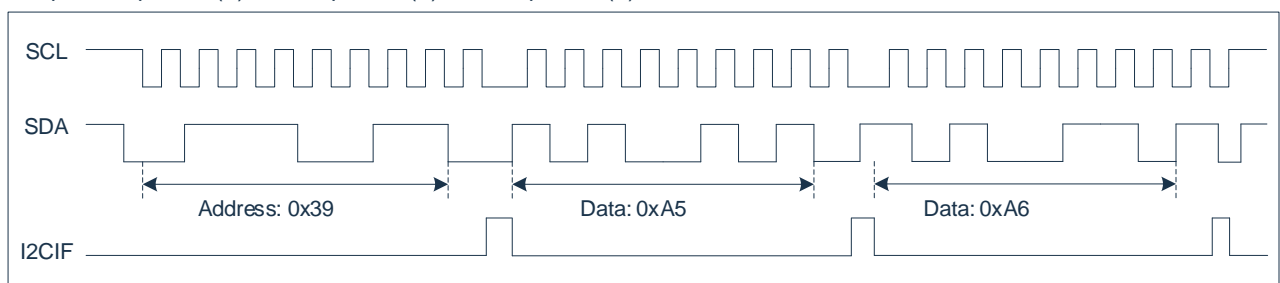 SCL
SDA
Address: 0x39
Data: 0xA5
Data: 0xA6
I2CIF